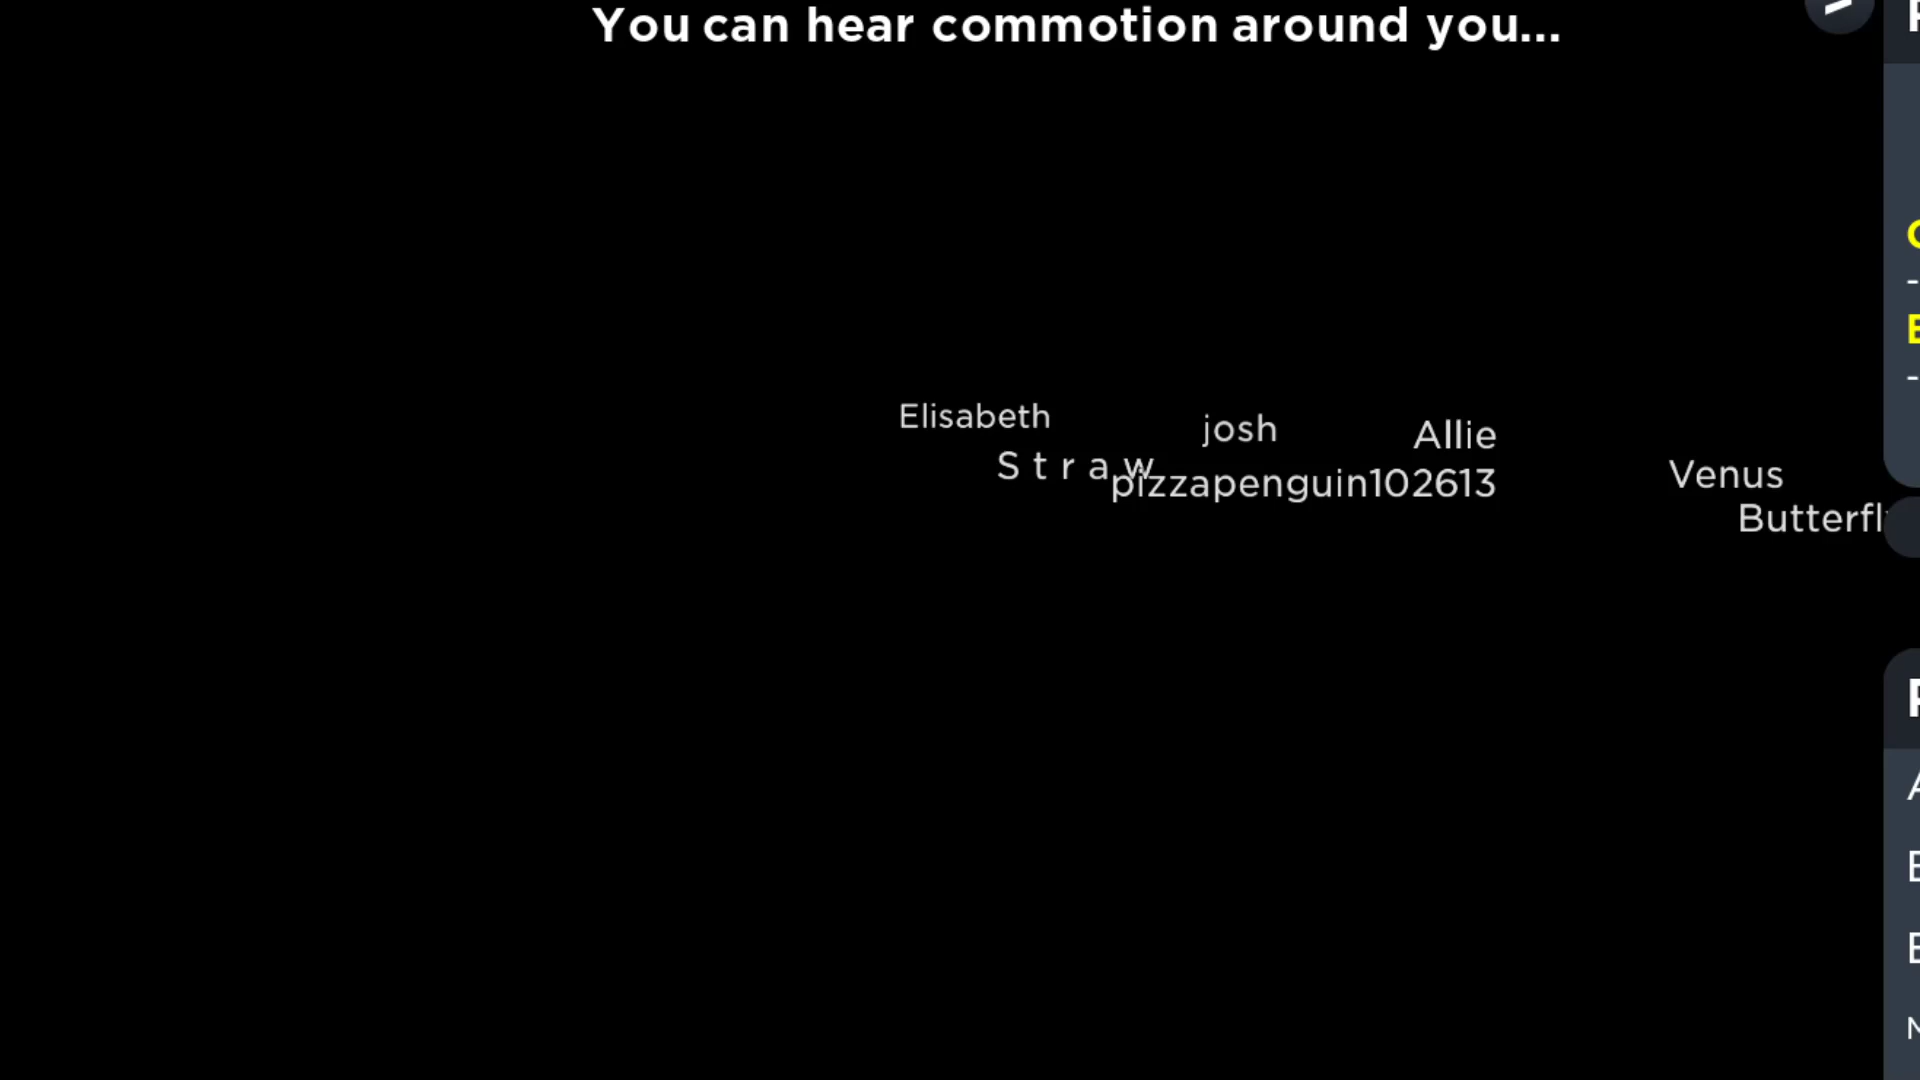 You can hear commotion around you...
Elisabeth
josh
Allie
S t r a w
pizzapenguin102613
Venus
-
-